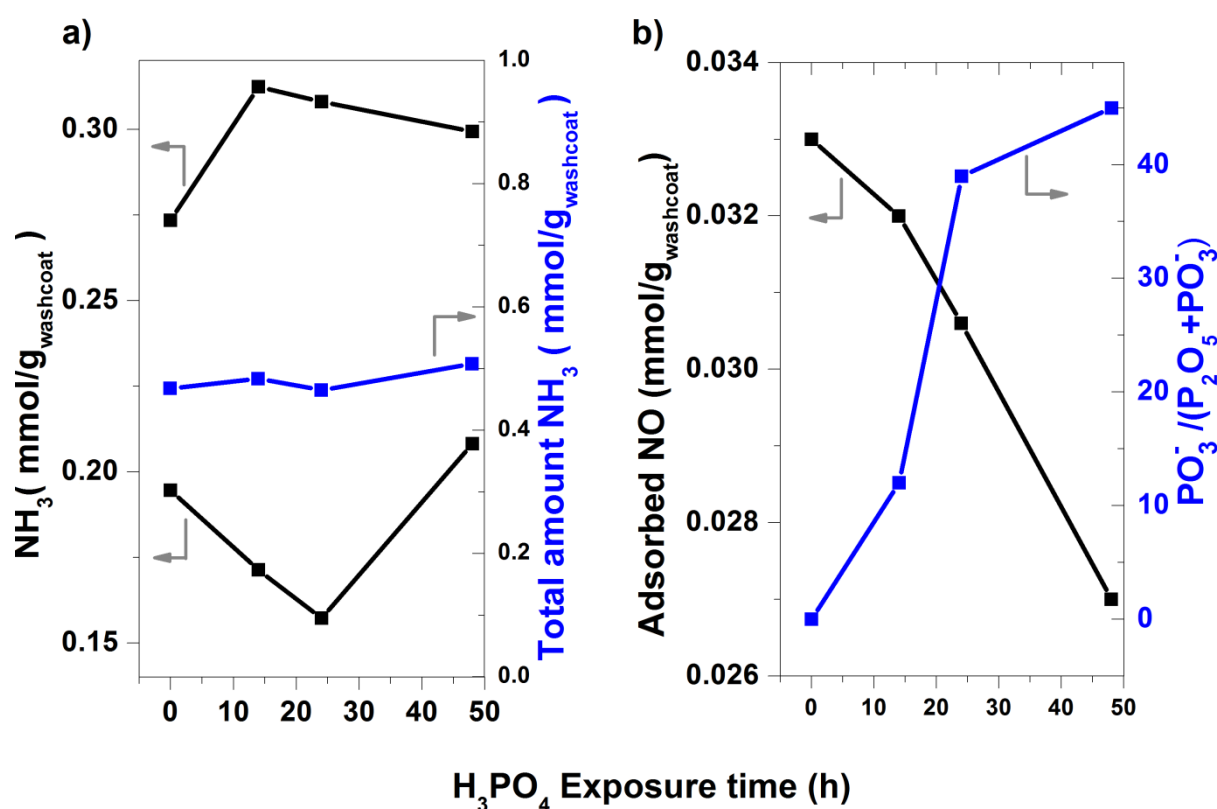 a)
NH₃ ( mmol/g washcoat)
0.30
0.25
0.20
0.15
0 10 20 30 40 50
1.0
0.8
0.6
0.4
0.2
0.0
Total amount NH₃ ( mmol/g washcoat)
b)
Adsorbed NO (mmol/g washcoat)
0.034
0.032
0.030
0.028
0.026
0 10 20 30 40 50
40
30
20
10
0
PO₃⁻/(P₂O₅+PO₃⁻)
H₃PO₄ Exposure time (h)